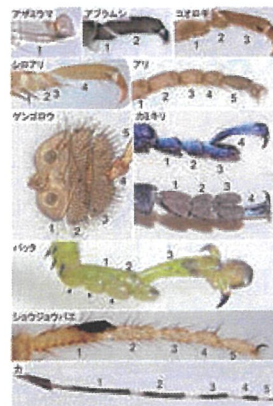 アザミウマ
1
アブラムシ
1 2
コオロギ
1 2 3
シロアリ
1 2 3 4
アリ
1 2 3 4 5
ゲンゴロウ
1 2 3 4 5
カミキリ
1 2 3 4
1 2 3 4
バッタ
1 2 3
ショウジョウバエ
1 2 3 4 5
カ
1 2 3 4 5